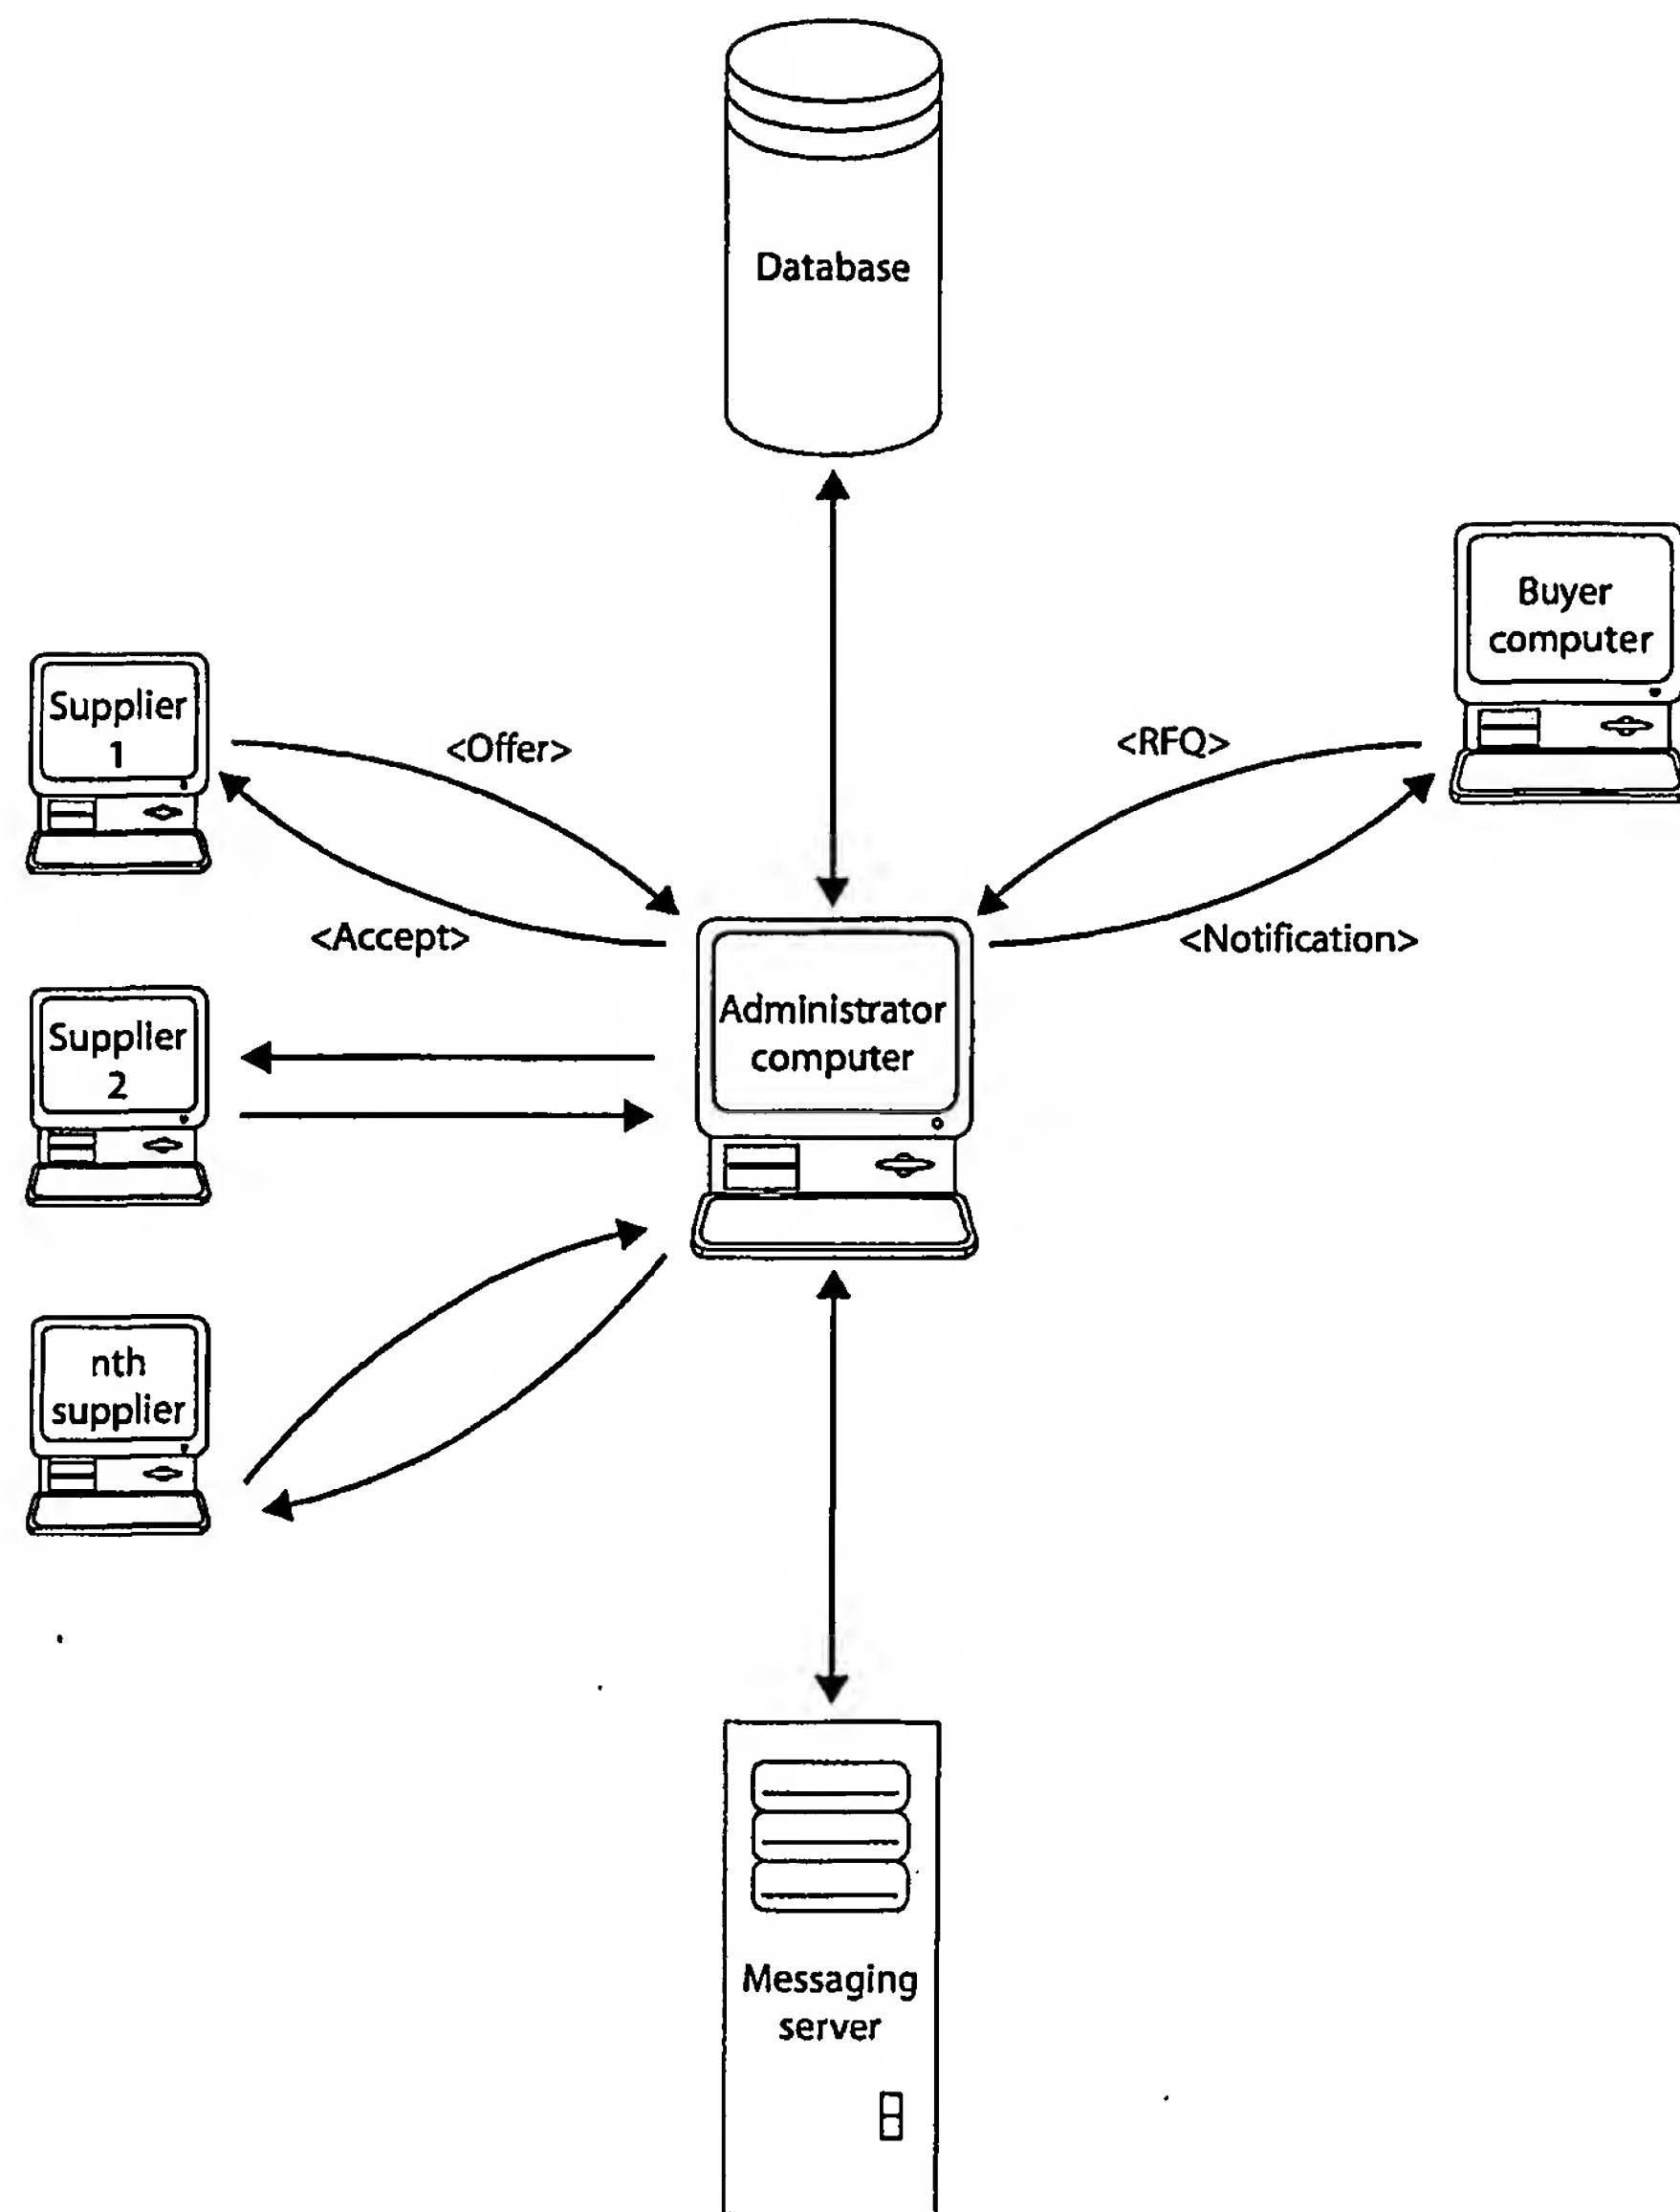 Database
Buyer
computer
Supplier
1
<Offer>
<RFQ>
<Accept>
<Notification>
Administrator
computer
Supplier
2
nth
supplier
Messaging
server